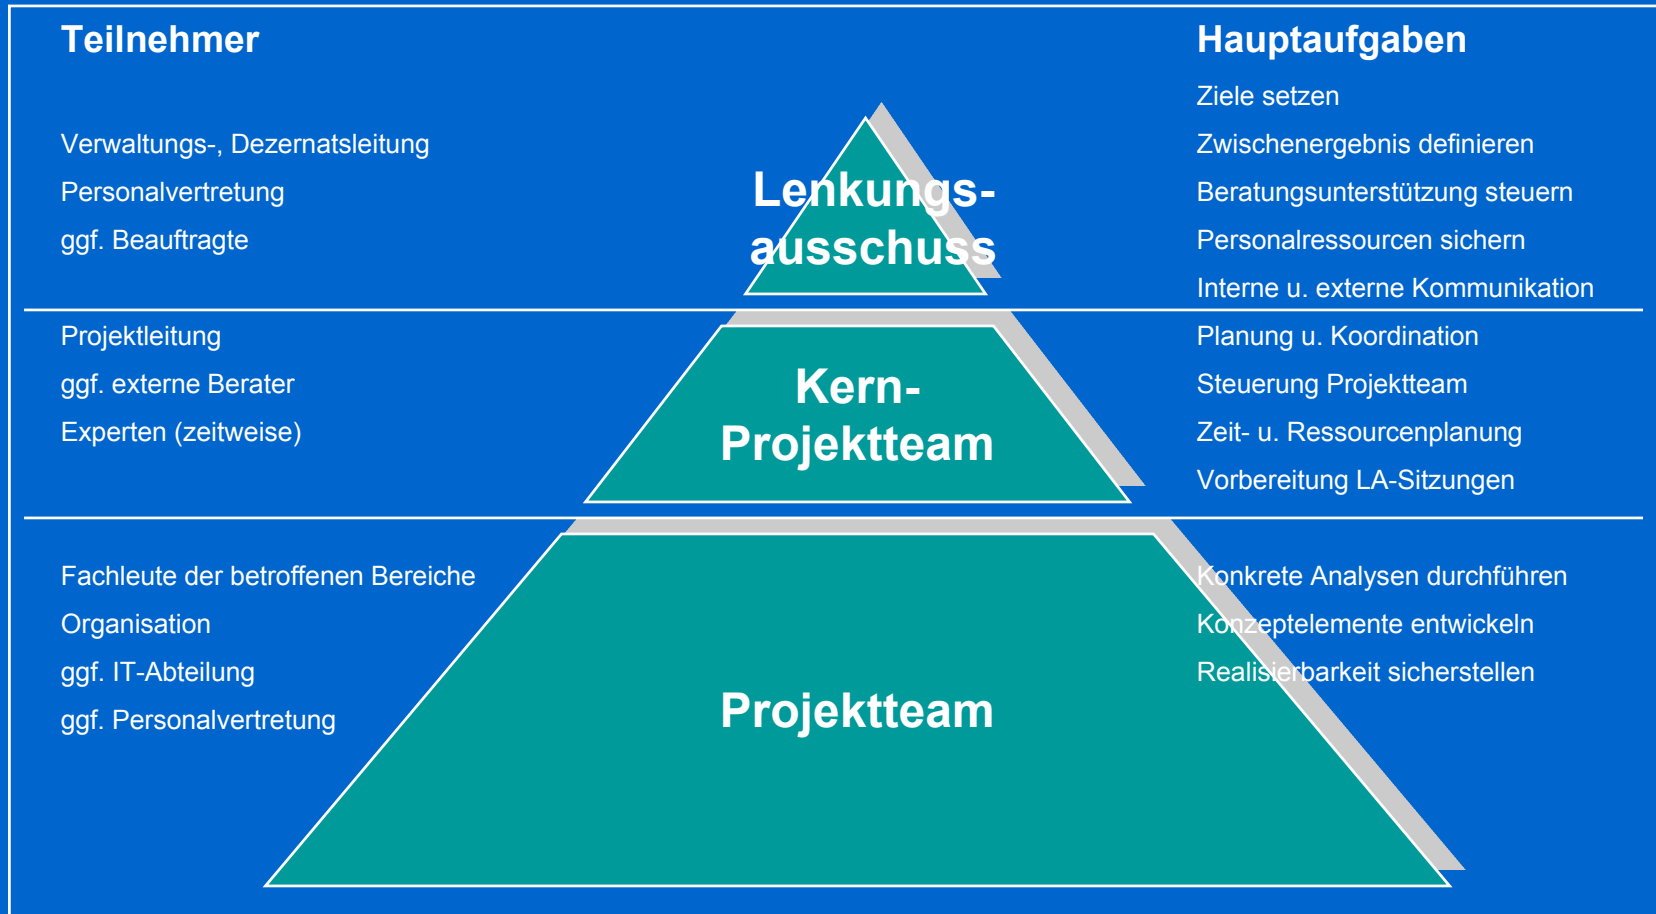 Teilnehmer
Hauptaufgaben
Verwaltungs-, Dezernatsleitung
Personalvertretung
ggf. Beauftragte
Lenkungs-
ausschuss
Ziele setzen
Zwischenergebnis definieren
Beratungsunterstützung steuern
Personalressourcen sichern
Interne u. externe Kommunikation
Projektleitung
ggf. externe Berater
Experten (zeitweise)
Kern-
Projektteam
Planung u. Koordination
Steuerung Projektteam
Zeit- u. Ressourcenplanung
Vorbereitung LA-Sitzungen
Fachleute der betroffenen Bereiche
Organisation
ggf. IT-Abteilung
ggf. Personalvertretung
Projektteam
Konkrete Analysen durchführen
Konzeptelemente entwickeln
Realisierbarkeit sicherstellen